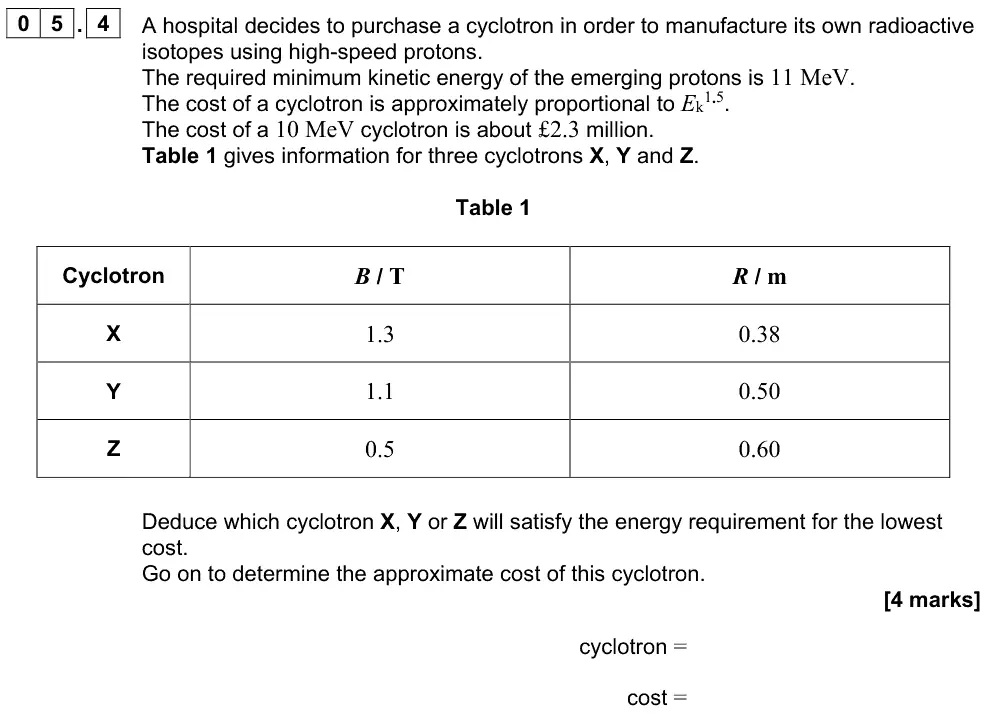 0 5 . 4 A hospital decides to purchase a cyclotron in order to manufacture its own radioactive
isotopes using high-speed protons.
The required minimum kinetic energy of the emerging protons is 11 MeV.
The cost of a cyclotron is approximately proportional to Eₖ¹·⁵.
The cost of a 10 MeV cyclotron is about £2.3 million.
Table 1 gives information for three cyclotrons X, Y and Z.
Table 1
Cyclotron B / T R / m
X 1.3 0.38
Y 1.1 0.50
Z 0.5 0.60
Deduce which cyclotron X, Y or Z will satisfy the energy requirement for the lowest
cost.
Go on to determine the approximate cost of this cyclotron.
[4 marks]
cyclotron =
cost =